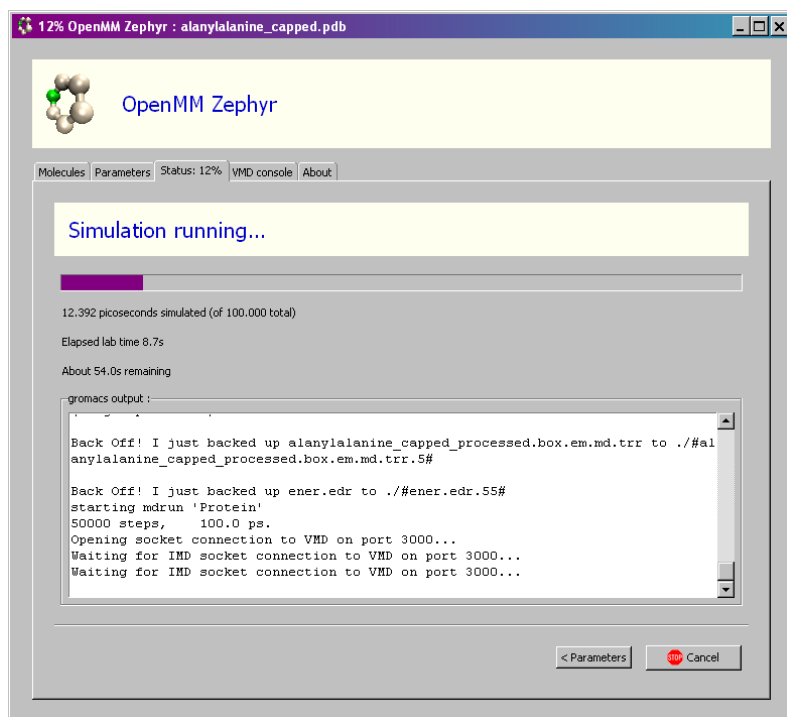 12% OpenMM Zephyr : alanylalanine_capped.pdb
OpenMM Zephyr
Molecules Parameters Status: 12% VMD console About
Simulation running...
12.392 picoseconds simulated (of 100.000 total)
Elapsed lab time 8.7s
About 54.0s remaining
gromacs output :
Back Off! I just backed up alanylalanine_capped_processed.box.em.md.trr to ./#al
anylalanine_capped_processed.box.em.md.trr.5#
Back Off! I just backed up ener.edr to ./#ener.edr.55#
starting mdrun 'Protein'
50000 steps,    100.0 ps.
Opening socket connection to VMD on port 3000...
Waiting for IMD socket connection to VMD on port 3000...
Waiting for IMD socket connection to VMD on port 3000...
< Parameters STOP Cancel